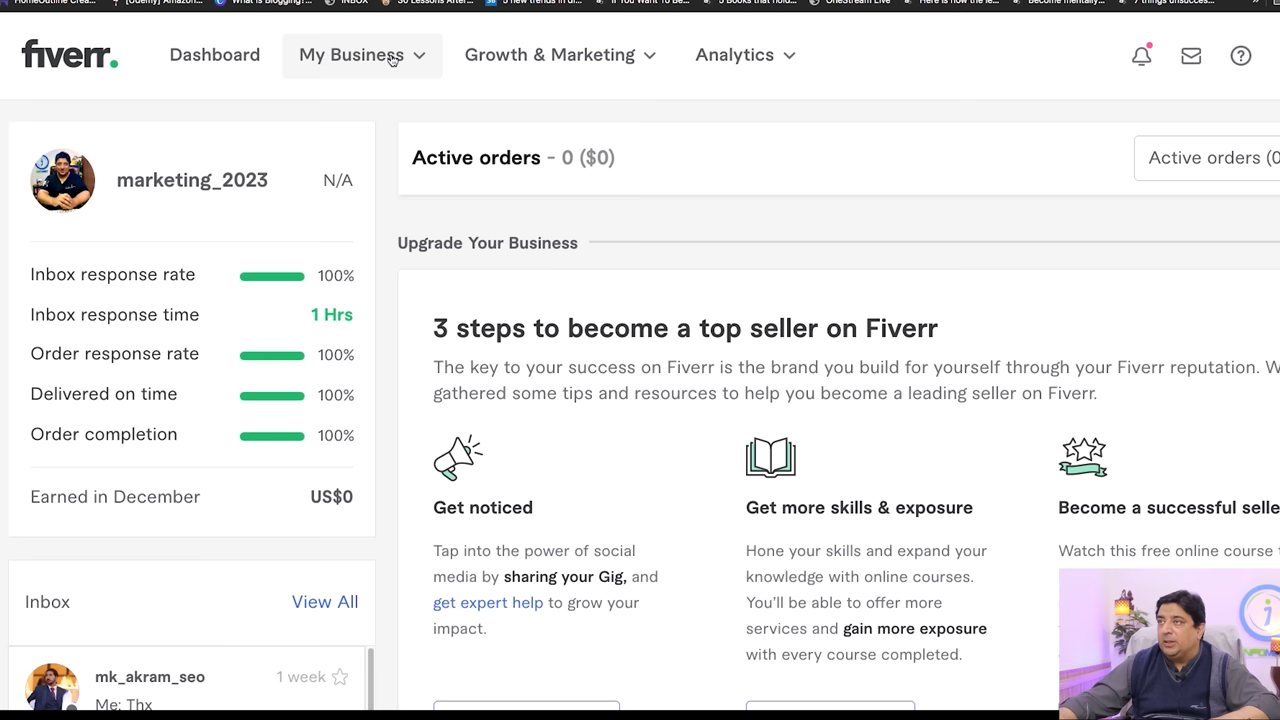 fiverr.
Dashboard
My Business
Growth & Marketing
Analytics
marketing_2023
N/A
Inbox response rate 100%
Inbox response time 1 Hrs
Order response rate 100%
Delivered on time 100%
Order completion 100%
Earned in December US$0
Inbox
View All
mk_akram_seo
1 week
Me: Thx
Active orders - 0 ($0)
Active orders (0
Upgrade Your Business
3 steps to become a top seller on Fiverr
The key to your success on Fiverr is the brand you build for yourself through your Fiverr reputation. W
gathered some tips and resources to help you become a leading seller on Fiverr.
Get noticed
Tap into the power of social
media by sharing your Gig, and
get expert help to grow your
impact.
Get more skills & exposure
Hone your skills and expand your
knowledge with online courses.
You'll be able to offer more
services and gain more exposure
with every course completed.
Become a successful selle
Watch this free online course t